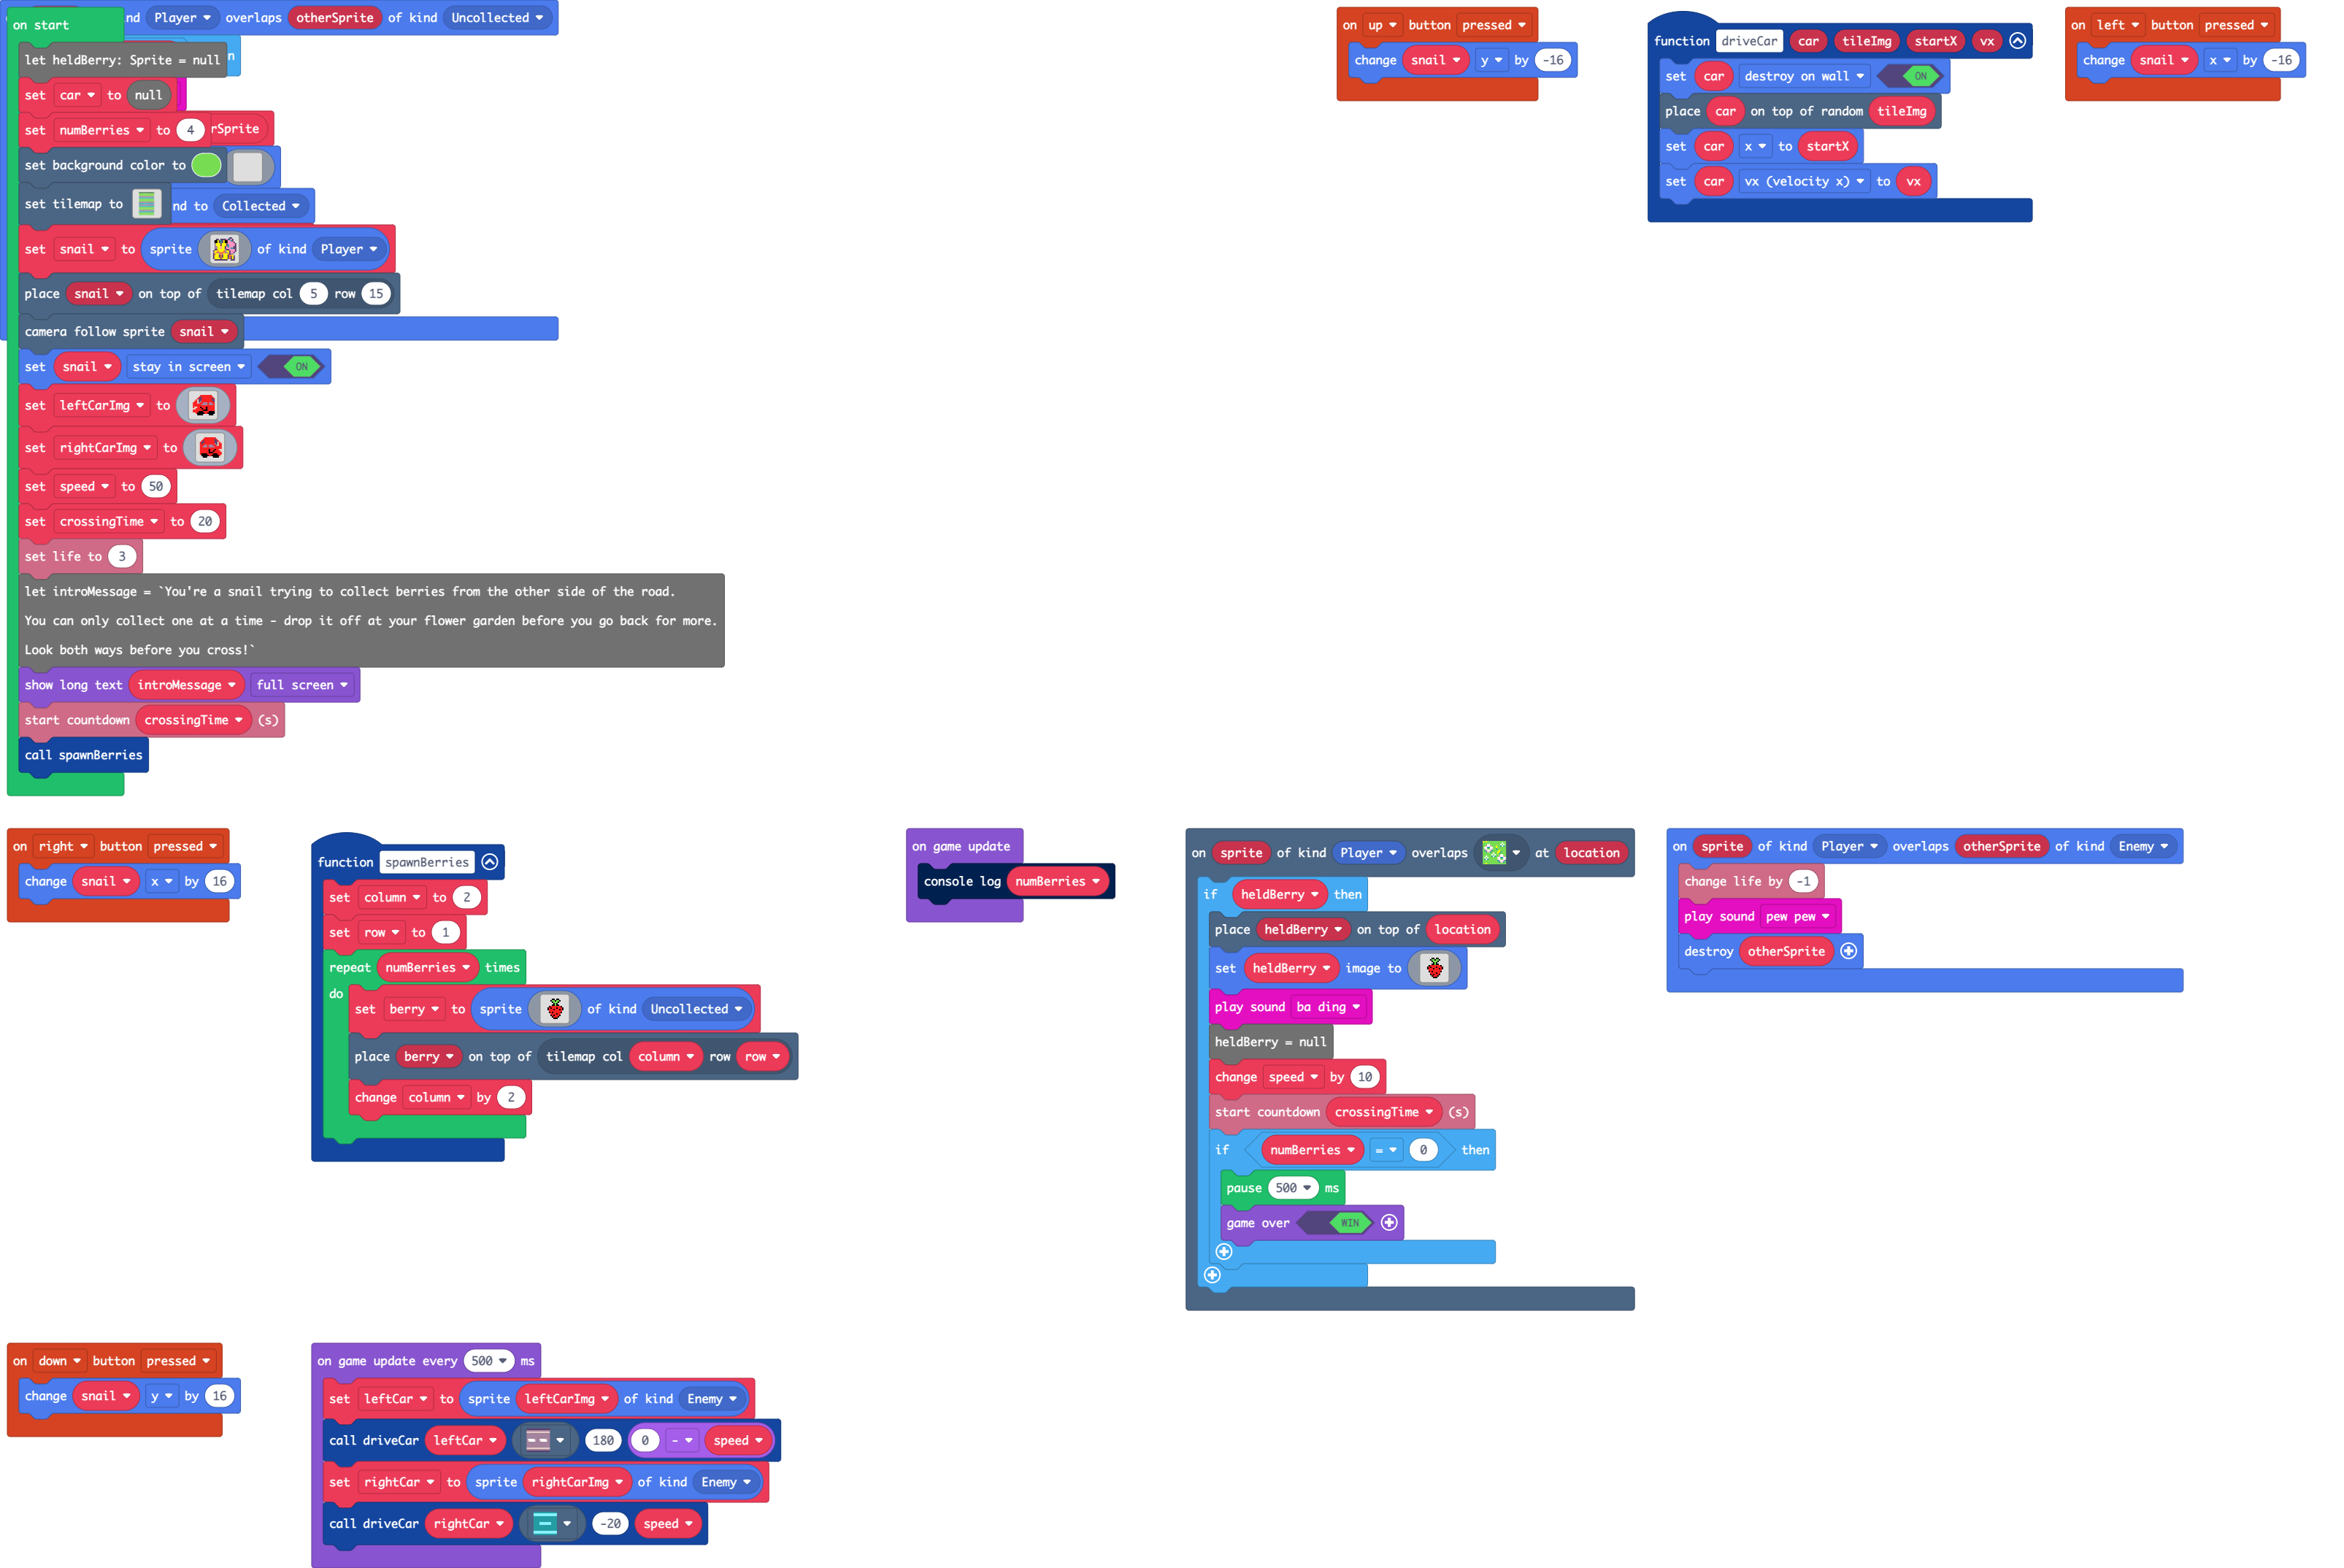 on start
nd Player overlaps otherSprite of kind Uncollected
let heldBerry: Sprite = null
n
set car to null
set numBerries to 4
rSprite
set background color to
set tilemap to
nd to Collected
set snail to sprite of kind Player
place snail on top of tilemap col 5 row 15
camera follow sprite snail
set snail stay in screen ON
set leftCarImg to
set rightCarImg to
set speed to 50
set crossingTime to 20
set life to 3
let introMessage = `You're a snail trying to collect berries from the other side of the road.
You can only collect one at a time - drop it off at your flower garden before you go back for more.
Look both ways before you cross!`
show long text introMessage full screen
start countdown crossingTime (s)
call spawnBerries
on up button pressed
change snail y by -16
function driveCar car tileImg startX vx
set car destroy on wall ON
place car on top of random tileImg
set car x to startX
set car vx (velocity x) to vx
on left button pressed
change snail x by -16
on right button pressed
change snail x by 16
function spawnBerries
set column to 2
set row to 1
repeat numBerries times
do
set berry to sprite of kind Uncollected
place berry on top of tilemap col column row row
change column by 2
on game update
console log numBerries
on sprite of kind Player overlaps at location
if heldBerry then
place heldBerry on top of location
set heldBerry image to
play sound ba ding
heldBerry = null
change speed by 10
start countdown crossingTime (s)
if numBerries = 0 then
pause 500 ms
game over WIN
on sprite of kind Player overlaps otherSprite of kind Enemy
change life by -1
play sound pew pew
destroy otherSprite
on down button pressed
change snail y by 16
on game update every 500 ms
set leftCar to sprite leftCarImg of kind Enemy
call driveCar leftCar 180 0 - speed
set rightCar to sprite rightCarImg of kind Enemy
call driveCar rightCar -20 speed